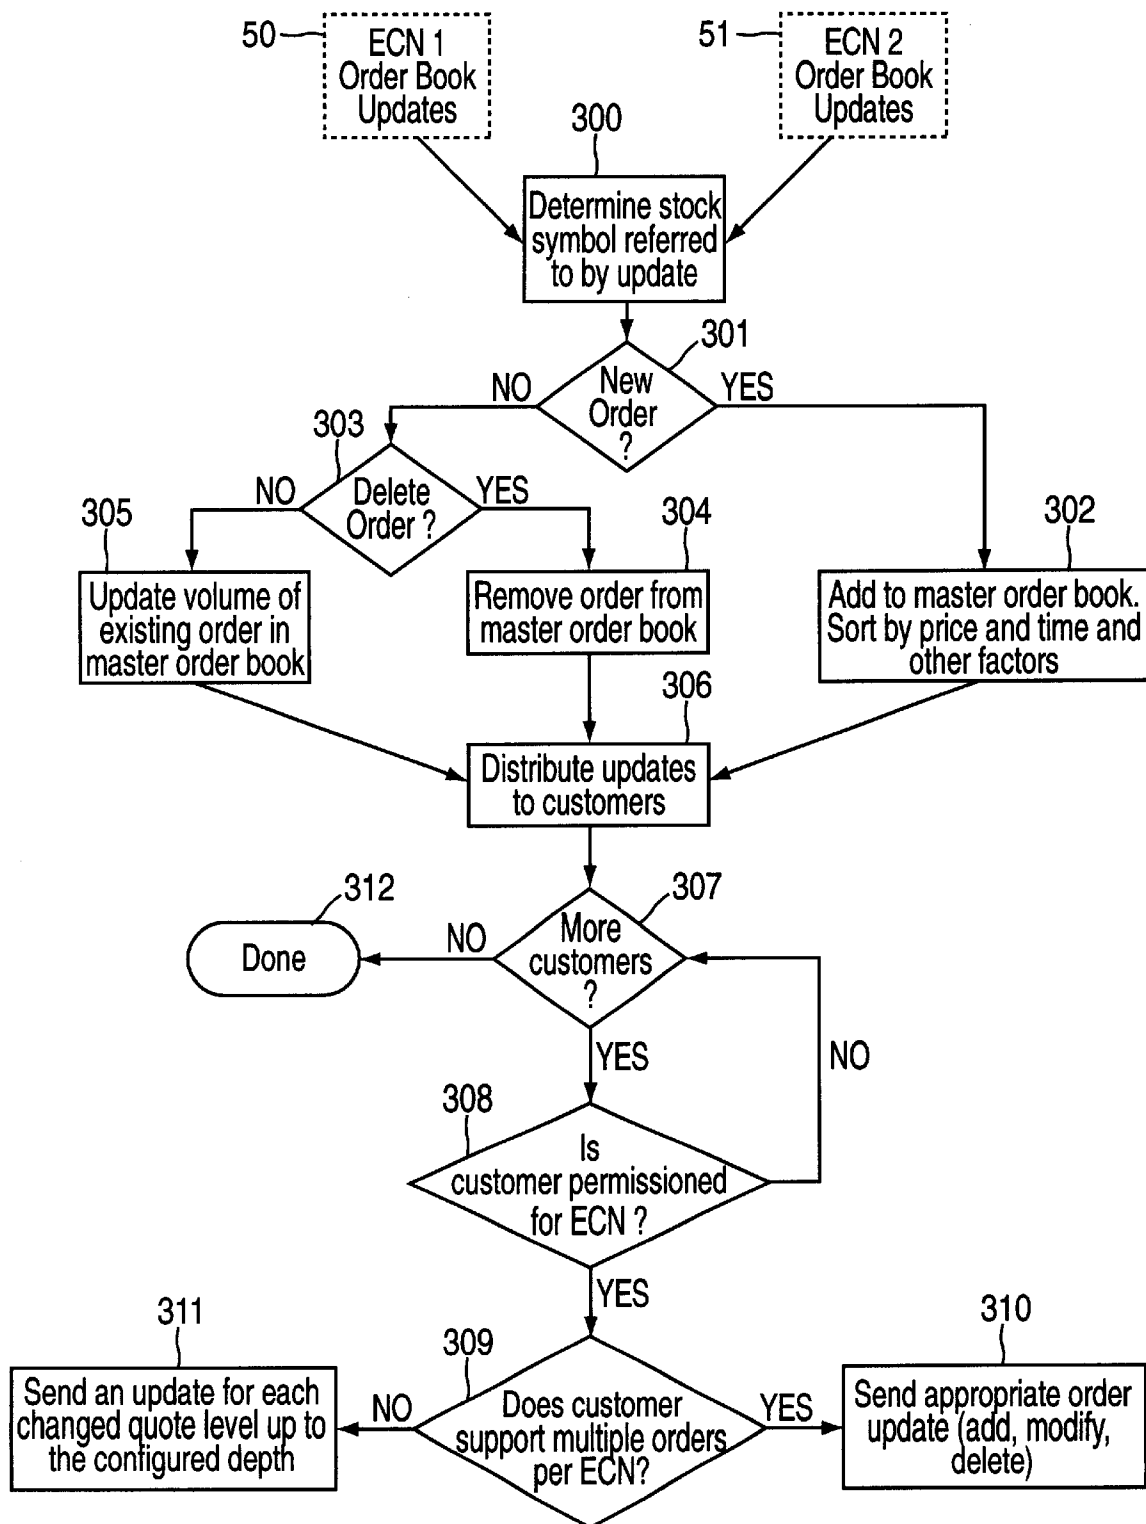 50
ECN 1
Order Book
Updates
51
ECN 2
Order Book
Updates
300
Determine stock
symbol referred
to by update
301
New
Order
?
NO
YES
303
Delete
Order ?
NO
YES
305
Update volume of
existing order in
master order book
304
Remove order from
master order book
302
Add to master order book.
Sort by price and time and
other factors
306
Distribute updates
to customers
307
More
customers
?
NO
312
Done
YES
NO
308
Is
customer permissioned
for ECN ?
YES
309
Does customer
support multiple orders
per ECN?
NO
YES
311
Send an update for each
changed quote level up to
the configured depth
310
Send appropriate order
update (add, modify,
delete)